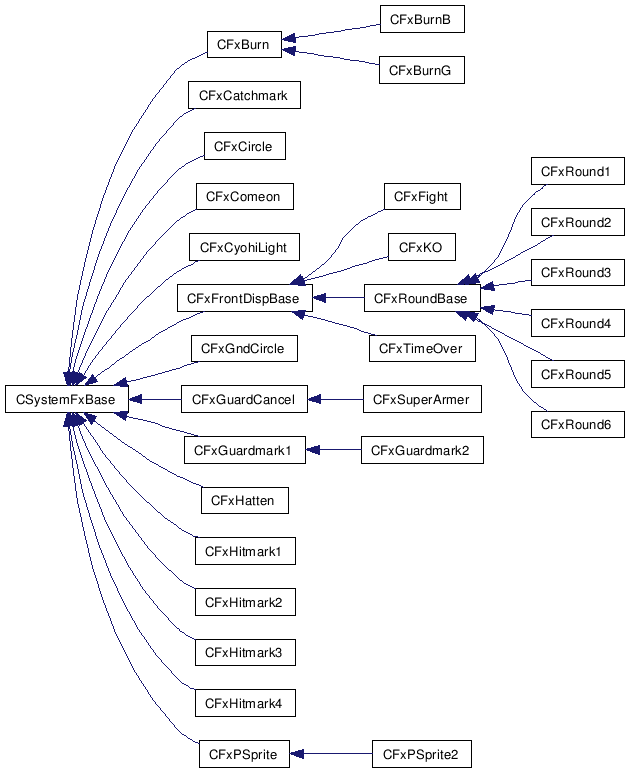 CFxBurnB
CFxBurn
CFxBurnG
CFxCatchmark
CFxCircle
CFxRound1
CFxComeon
CFxFight
CFxRound2
CFxCyohiLight
CFxKO
CFxRound3
CFxFrontDispBase
CFxRoundBase
CFxRound4
CFxGndCircle
CFxTimeOver
CFxRound5
CSystemFxBase
CFxGuardCancel
CFxSuperArmer
CFxRound6
CFxGuardmark1
CFxGuardmark2
CFxHatten
CFxHitmark1
CFxHitmark2
CFxHitmark3
CFxHitmark4
CFxPSprite
CFxPSprite2